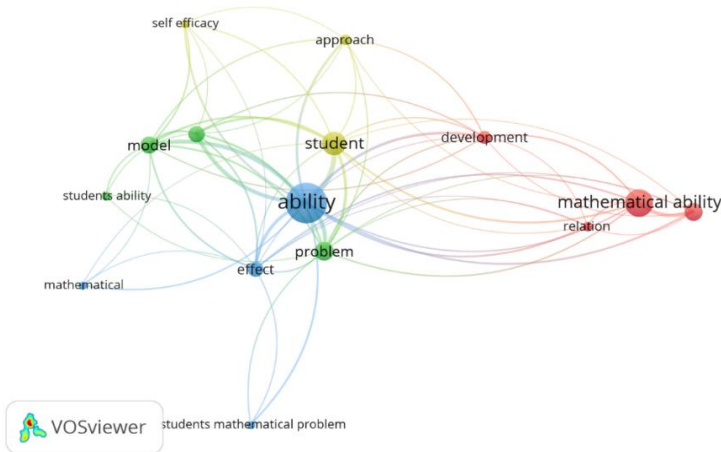 self efficacy
approach
model
student
development
students ability
ability
mathematical ability
relation
problem
effect
mathematical
VOSviewer
students mathematical problem